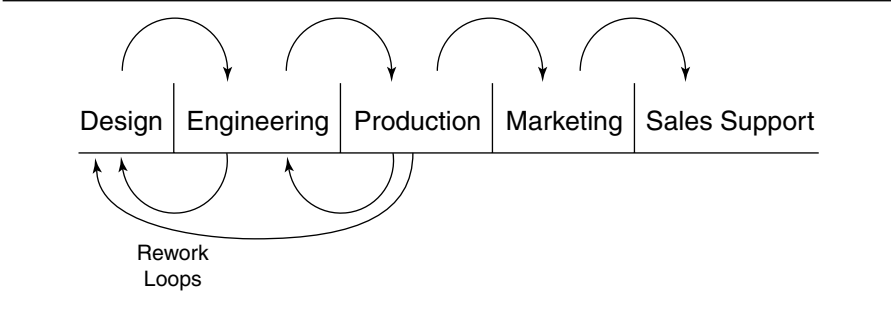 Design Engineering Production Marketing Sales Support
Rework
Loops